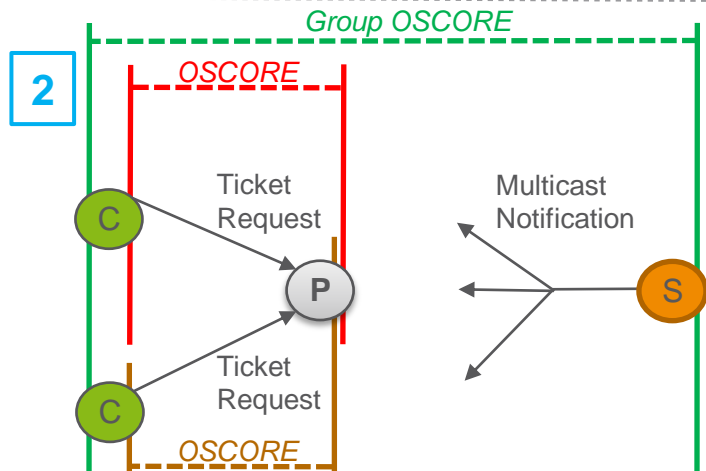 Group OSCORE
2
OSCORE
Ticket
Request
Multicast
Notification
C
P
S
Ticket
Request
C
OSCORE